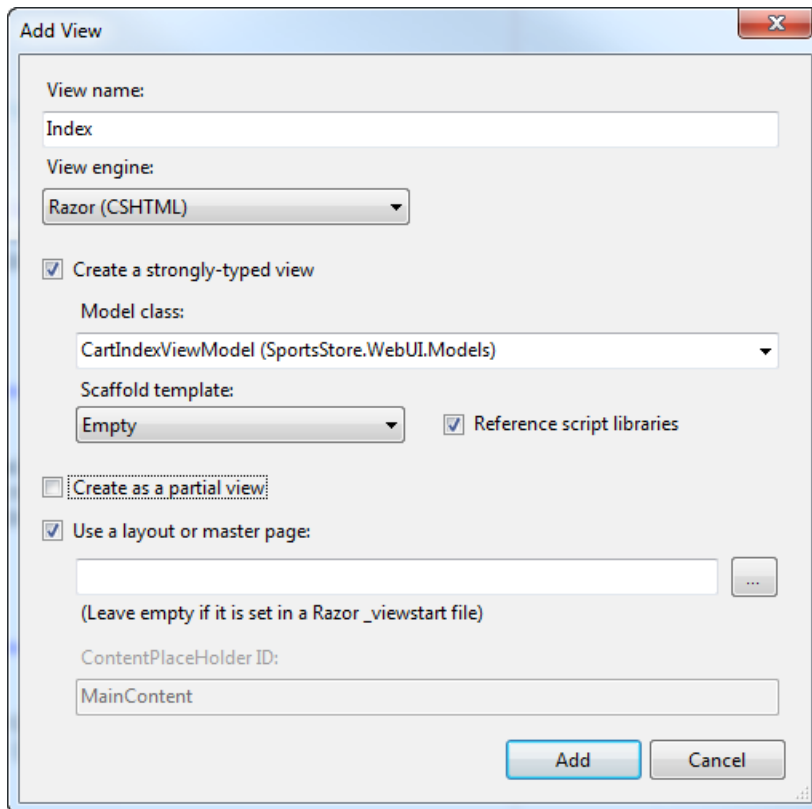 Add View
View name:
Index
View engine:
Razor (CSHTML)
Create a strongly-typed view
Model class:
CartIndexViewModel (SportsStore.WebUI.Models)
Scaffold template:
Empty
Reference script libraries
Create as a partial view
Use a layout or master page:
...
(Leave empty if it is set in a Razor _viewstart file)
ContentPlaceHolder ID:
MainContent
Add
Cancel